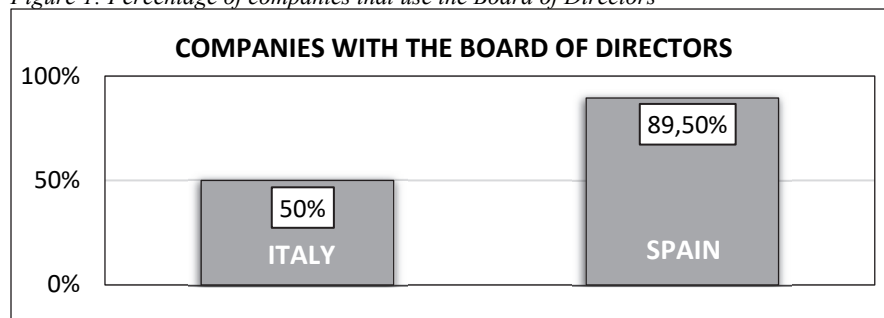 Figure 1: Percentage of companies that use the Board of Directors
COMPANIES WITH THE BOARD OF DIRECTORS
100%
89,50%
50%
50%
ITALY
SPAIN
0%